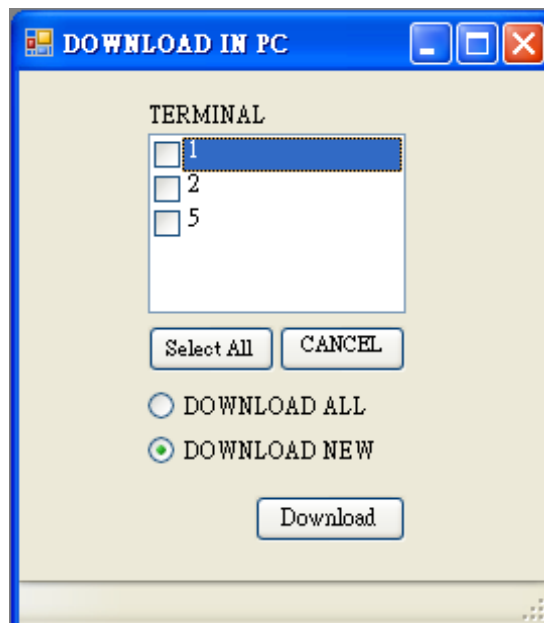 DOWNLOAD IN PC
TERMINAL
1
2
5
Select All CANCEL
DOWNLOAD ALL
DOWNLOAD NEW
Download